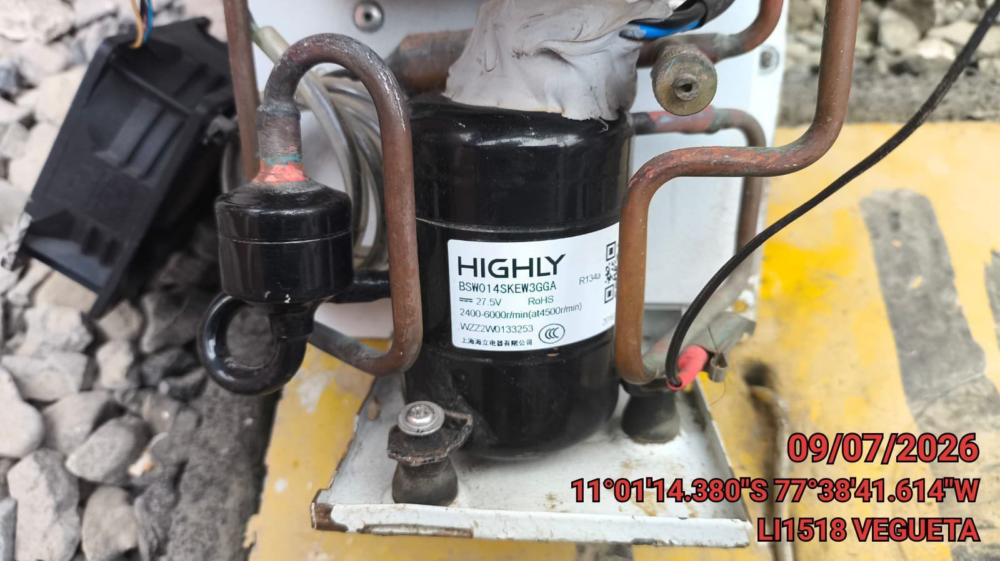 HIGHLY
BSW014SKEW3GGA
R134a
27.5V RoHS
2400-6000r/min(at4500r/min)
WZZ2W0133253
CCC
上海海立电器有限公司
09/07/2026
11°01'14.380"S 77°38'41.614"W
LI1518 VEGUETA